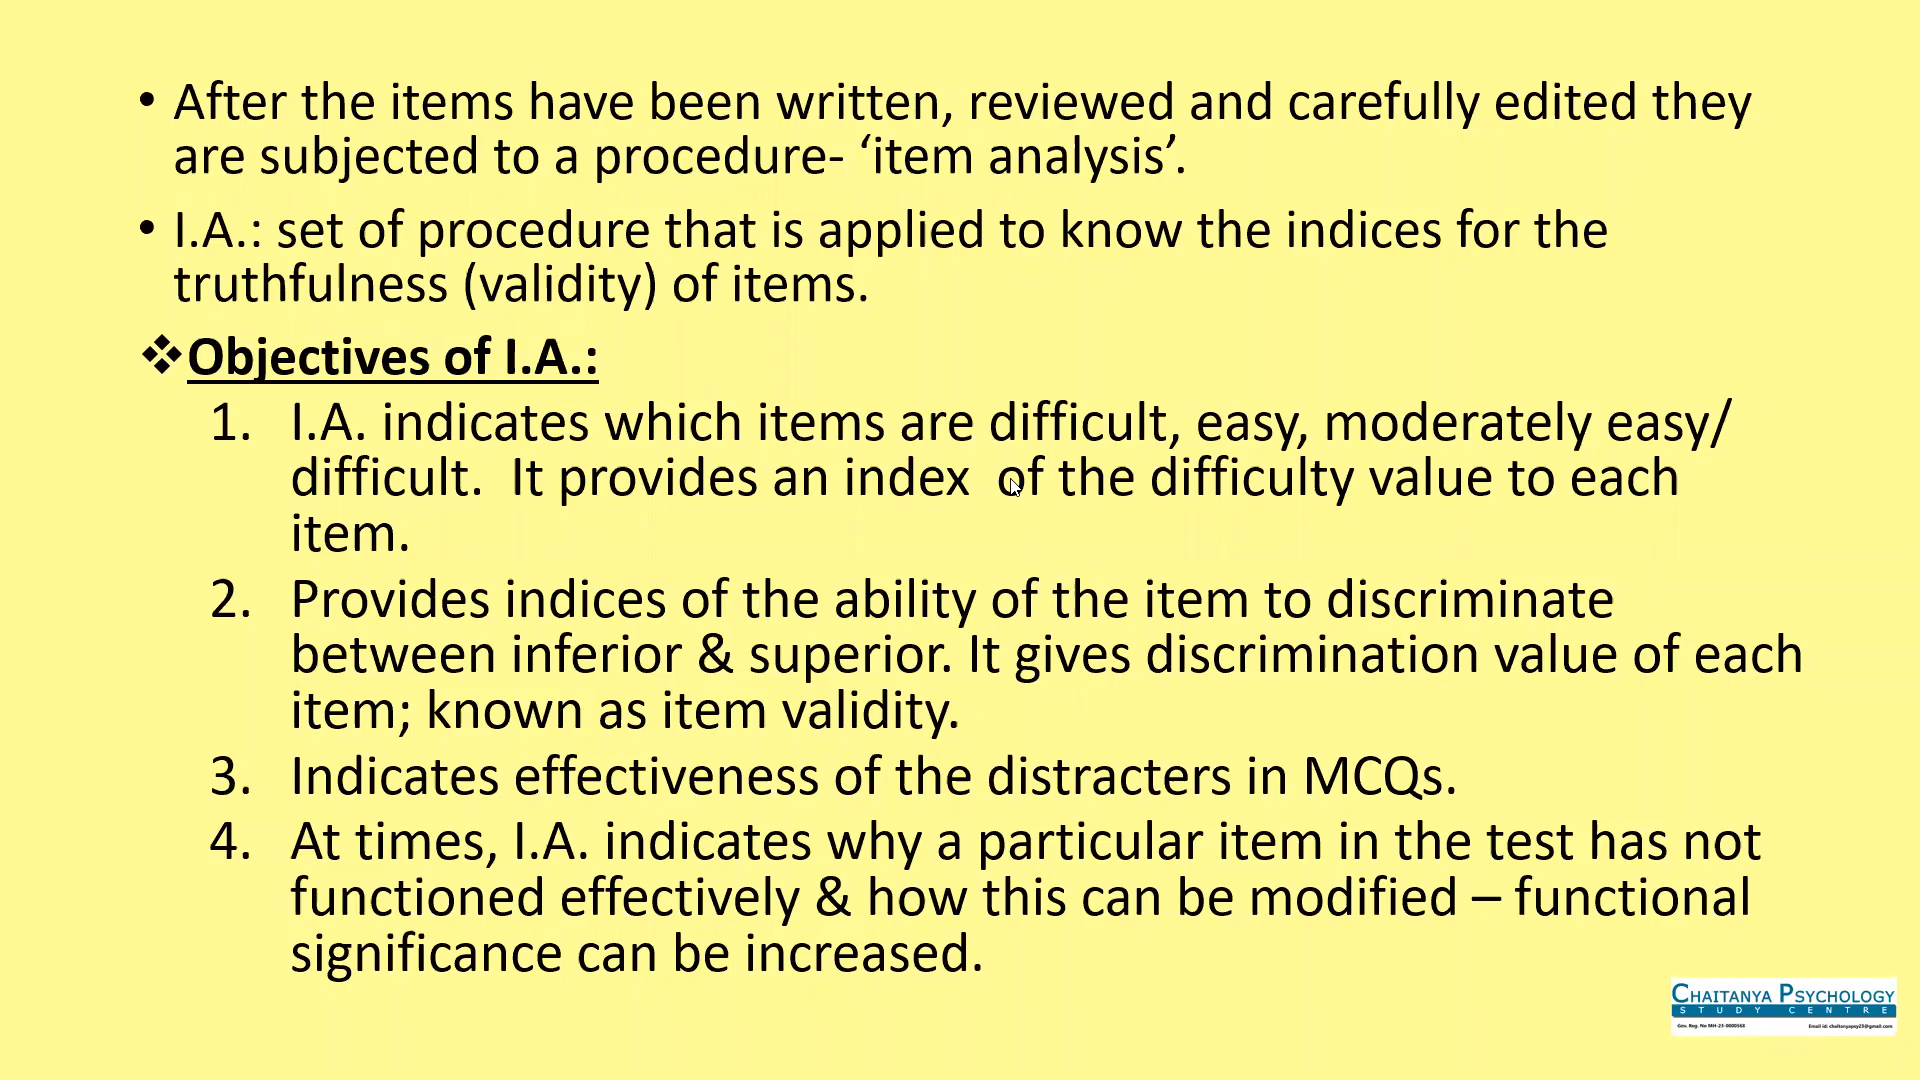 • After the items have been written, reviewed and carefully edited they
are subjected to a procedure- ‘item analysis’.
• I.A.: set of procedure that is applied to know the indices for the
truthfulness (validity) of items.
❖Objectives of I.A.:
1. I.A. indicates which items are difficult, easy, moderately easy/
difficult. It provides an index of the difficulty value to each
item.
2. Provides indices of the ability of the item to discriminate
between inferior & superior. It gives discrimination value of each
item; known as item validity.
3. Indicates effectiveness of the distracters in MCQs.
4. At times, I.A. indicates why a particular item in the test has not
functioned effectively & how this can be modified – functional
significance can be increased.
CHAITANYA PSYCHOLOGY
STUDY CENTRE
Gov. Reg. No MH-23-0000568 Email id: chaitanyapsy23@gmail.com